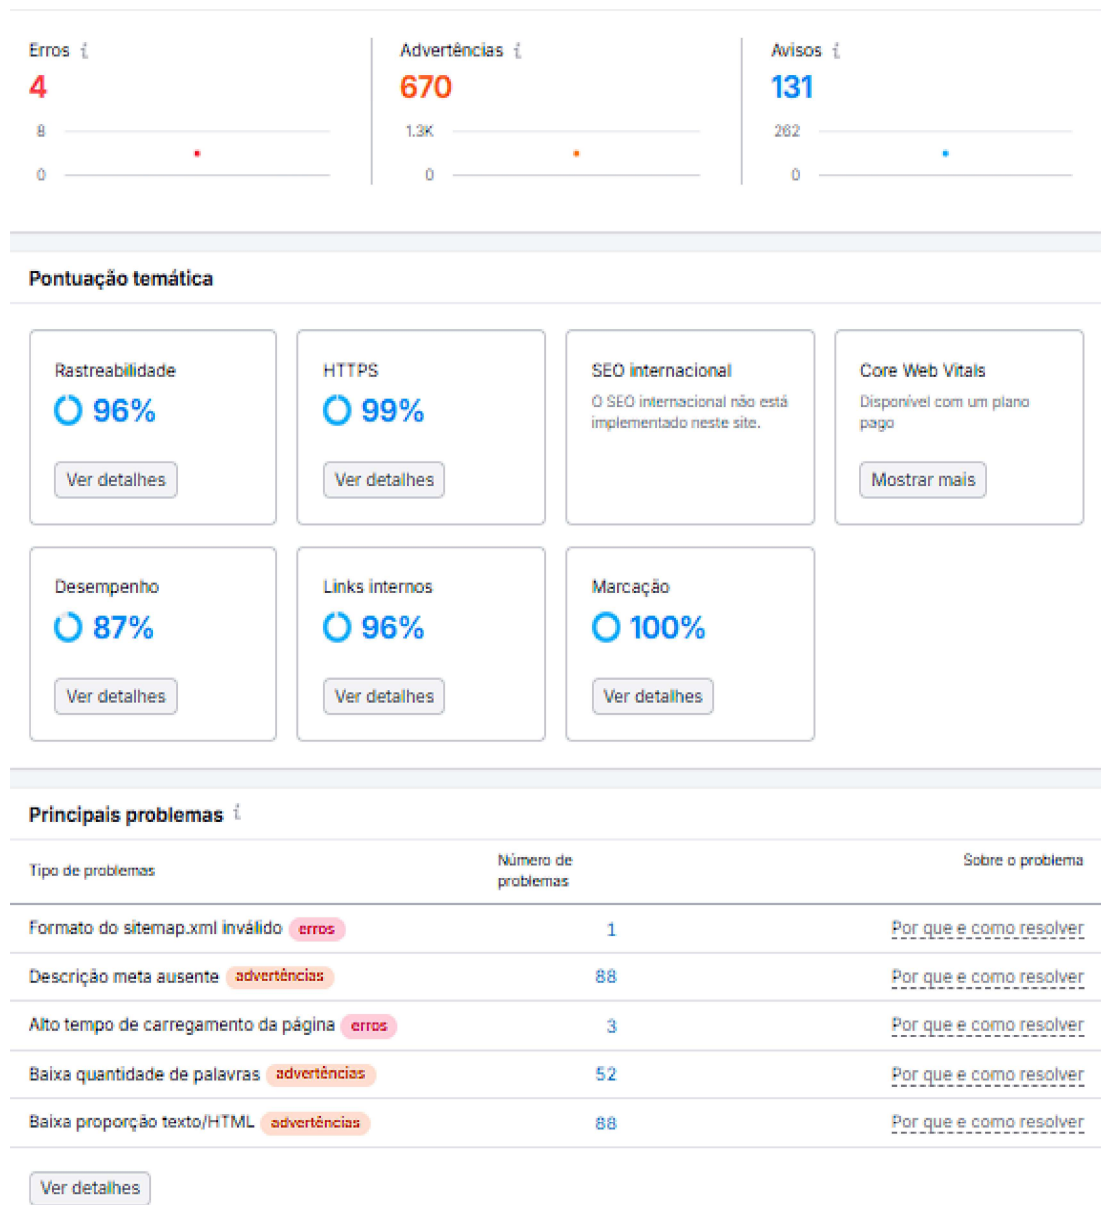 Erros i
4
8
0
Advertências i
670
1.3K
0
Avisos i
131
262
0
Pontuação temática
Rastreabilidade
96%
Ver detalhes
HTTPS
99%
Ver detalhes
SEO internacional
O SEO internacional não está
implementado neste site.
Core Web Vitals
Disponível com um plano
pago
Mostrar mais
Desempenho
87%
Ver detalhes
Links internos
96%
Ver detalhes
Marcação
100%
Ver detalhes
Principais problemas i
Tipo de problemas
Número de
problemas
Sobre o problema
Formato do sitemap.xml inválido erros 1 Por que e como resolver
Descrição meta ausente advertências 88 Por que e como resolver
Alto tempo de carregamento da página erros 3 Por que e como resolver
Baixa quantidade de palavras advertências 52 Por que e como resolver
Baixa proporção texto/HTML advertências 88 Por que e como resolver
Ver detalhes